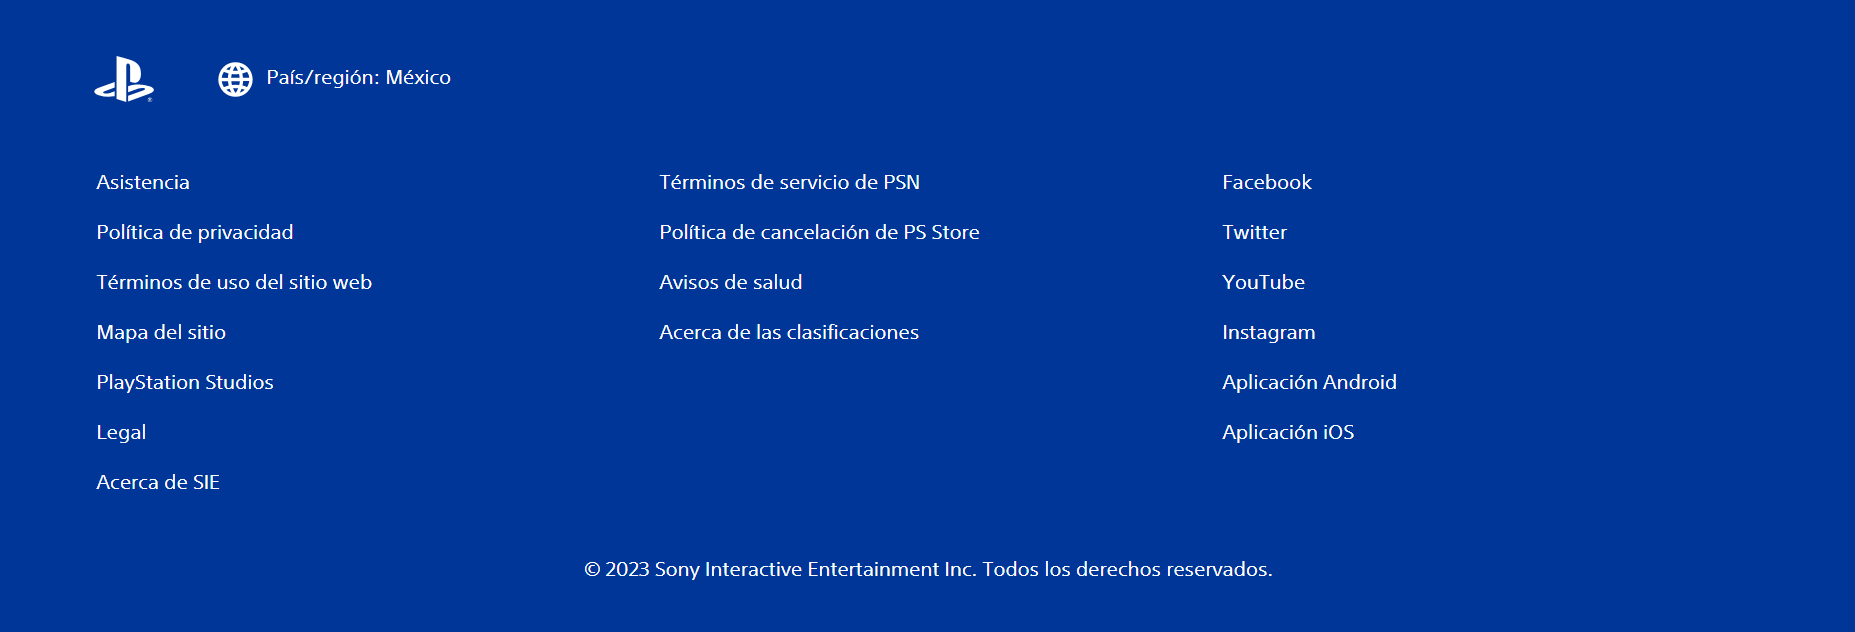 País/región: México
Asistencia
Política de privacidad
Términos de uso del sitio web
Mapa del sitio
PlayStation Studios
Legal
Acerca de SIE
Términos de servicio de PSN
Política de cancelación de PS Store
Avisos de salud
Acerca de las clasificaciones
Facebook
Twitter
YouTube
Instagram
Aplicación Android
Aplicación iOS
© 2023 Sony Interactive Entertainment Inc. Todos los derechos reservados.